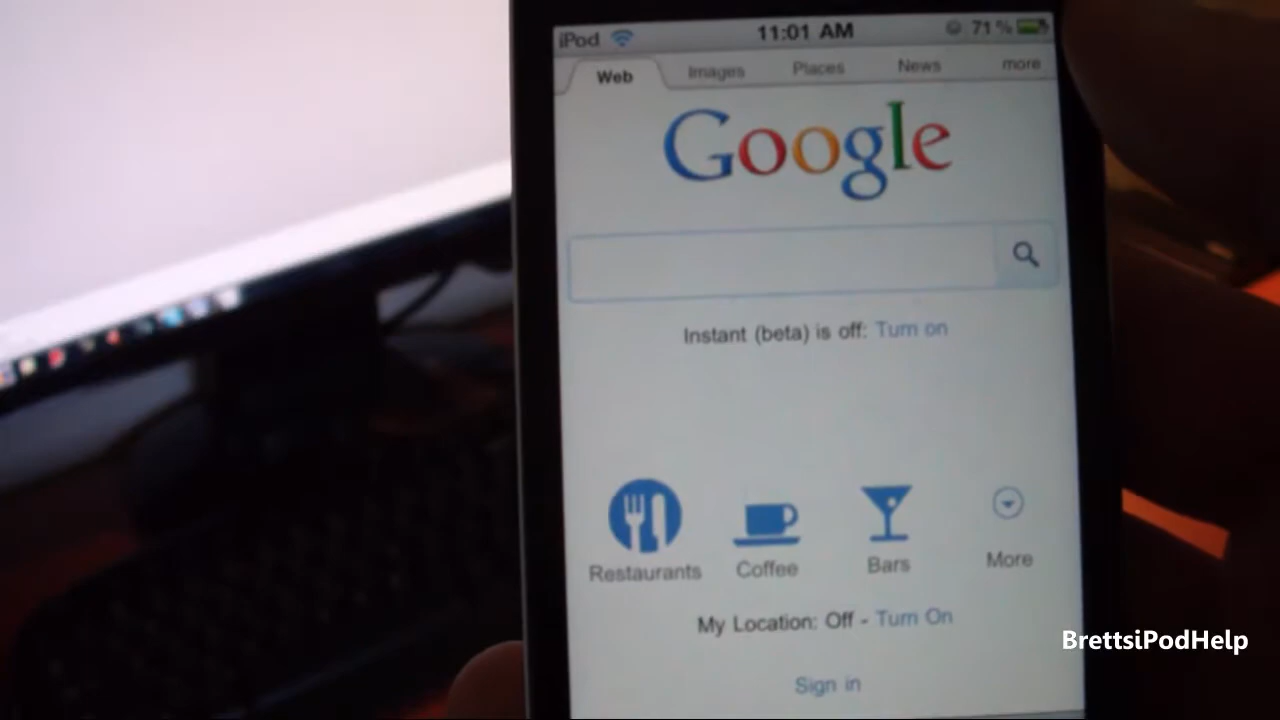 iPod 11:01 AM 71%
Web Images Places News more
Google
Instant (beta) is off: Turn on
Restaurants Coffee Bars More
My Location: Off - Turn On
Sign in
BrettsiPodHelp